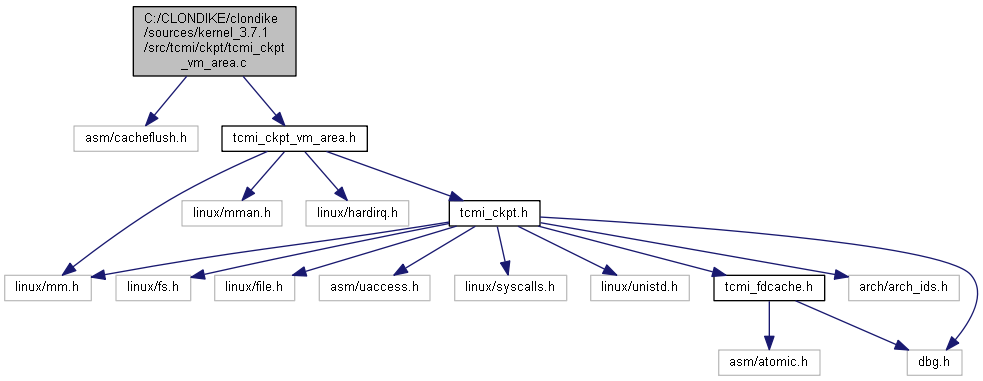 C:/CLONDIKE/clondike
/sources/kernel_3.7.1
/src/tcmi/ckpt/tcmi_ckpt
_vm_area.c
asm/cacheflush.h
tcmi_ckpt_vm_area.h
linux/mman.h
linux/hardirq.h
tcmi_ckpt.h
linux/mm.h
linux/fs.h
linux/file.h
asm/uaccess.h
linux/syscalls.h
linux/unistd.h
tcmi_fdcache.h
arch/arch_ids.h
asm/atomic.h
dbg.h